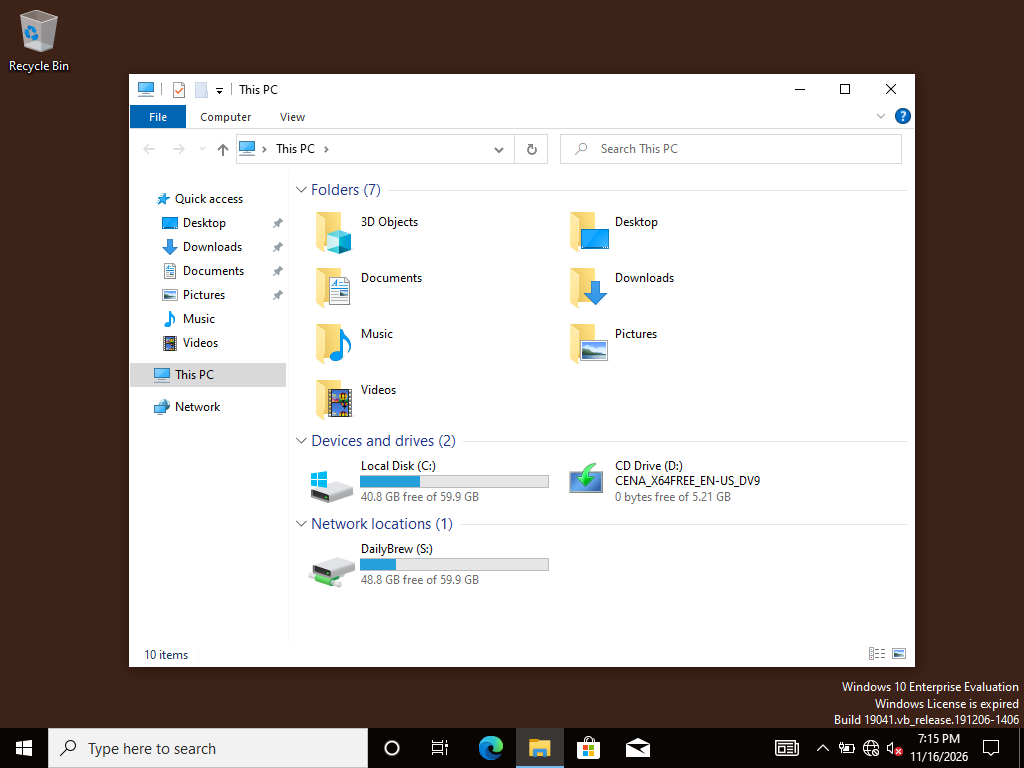 Recycle Bin
This PC
File
Computer
View
This PC
Search This PC
Quick access
Desktop
Downloads
Documents
Pictures
Music
Videos
This PC
Network
Folders (7)
3D Objects
Desktop
Documents
Downloads
Music
Pictures
Videos
Devices and drives (2)
Local Disk (C:)
40.8 GB free of 59.9 GB
CD Drive (D:)
CENA_X64FREE_EN-US_DV9
0 bytes free of 5.21 GB
Network locations (1)
DailyBrew (S:)
48.8 GB free of 59.9 GB
10 items
Windows 10 Enterprise Evaluation
Windows License is expired
Build 19041.vb_release.191206-1406
Type here to search
7:15 PM
11/16/2026